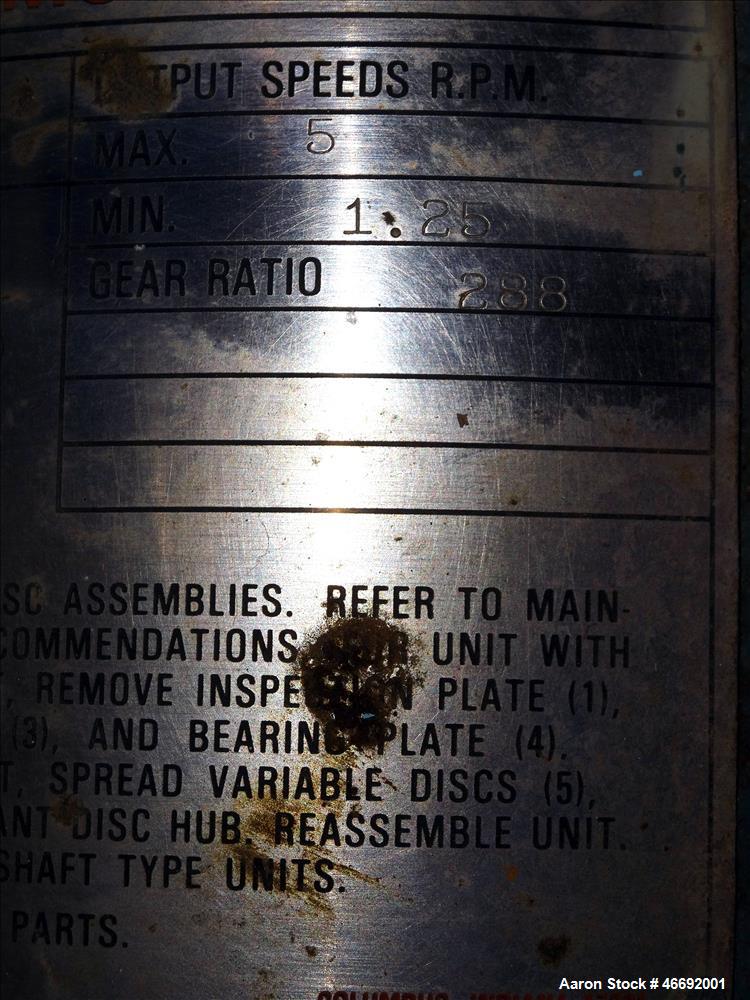 OUTPUT SPEEDS R.P.M.
MAX. 5
MIN. 1.25
GEAR RATIO 288
SC ASSEMBLIES. REFER TO MAIN-
COMMENDATIONS UNIT WITH
, REMOVE INSPECTION PLATE (1),
(3), AND BEARING PLATE (4).
T, SPREAD VARIABLE DISCS (5),
ANT DISC HUB. REASSEMBLE UNIT.
SHAFT TYPE UNITS.
PARTS.
Aaron Stock # 46692001